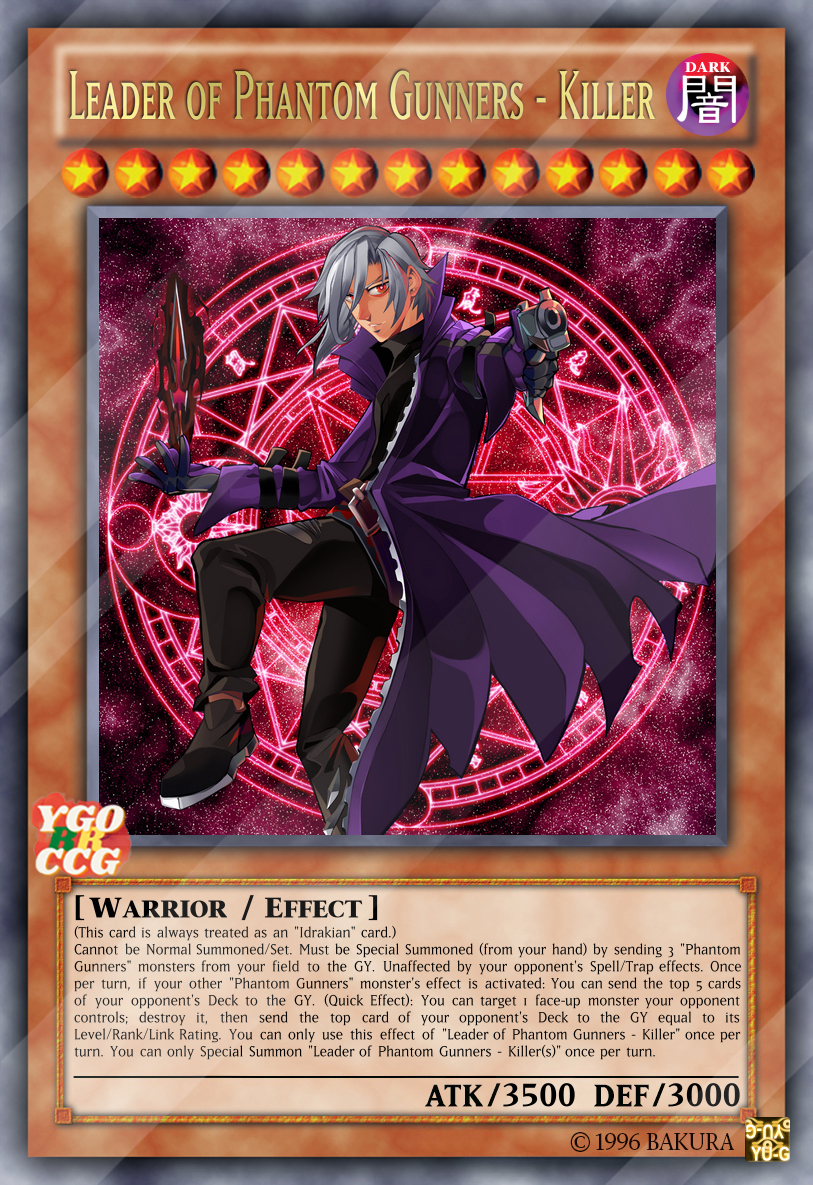 LEADER OF PHANTOM GUNNERS - KILLER
DARK
闇
YGO
BR
CCG
[ WARRIOR / EFFECT ]
(This card is always treated as an "Idrakian" card.)
Cannot be Normal Summoned/Set. Must be Special Summoned (from your hand) by sending 3 "Phantom
Gunners" monsters from your field to the GY. Unaffected by your opponent's Spell/Trap effects. Once
per turn, if your other "Phantom Gunners" monster's effect is activated: You can send the top 5 cards
of your opponent's Deck to the GY. (Quick Effect): You can target 1 face-up monster your opponent
controls; destroy it, then send the top card of your opponent's Deck to the GY equal to its
Level/Rank/Link Rating. You can only use this effect of "Leader of Phantom Gunners - Killer" once per
turn. You can only Special Summon "Leader of Phantom Gunners - Killer(s)" once per turn.
ATK/3500 DEF/3000
© 1996 BAKURA